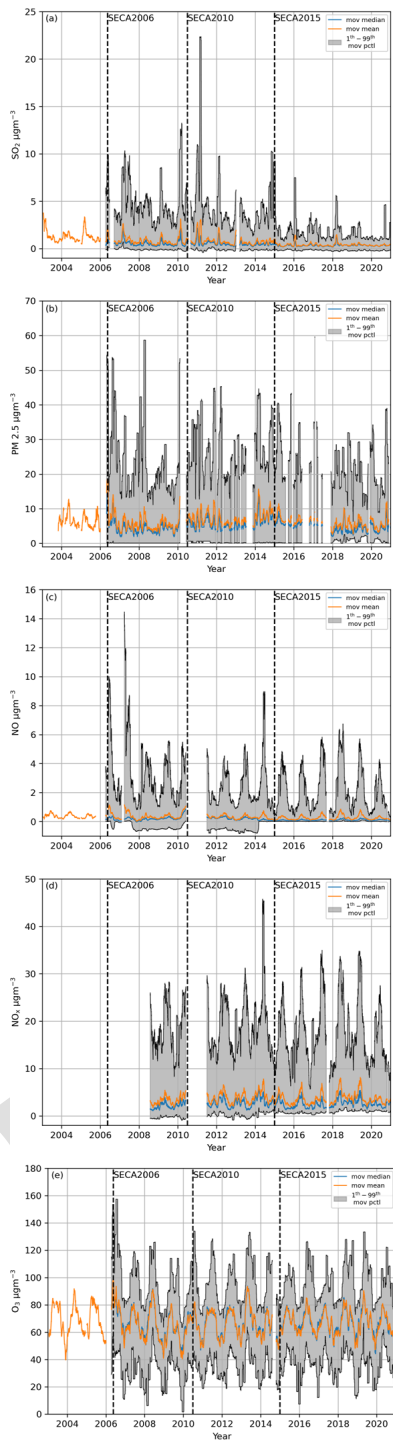 (a)
SECA2006
SECA2010
SECA2015
mov median
mov mean
1th − 99th
mov pctl
25
20
15
10
5
0
SO2 μgm−3
2004
2006
2008
2010
2012
2014
2016
2018
2020
Year
(b)
SECA2006
SECA2010
SECA2015
mov median
mov mean
1th − 99th
mov pctl
70
60
50
40
30
20
10
0
PM 2.5 μgm−3
2004
2006
2008
2010
2012
2014
2016
2018
2020
Year
(c)
SECA2006
SECA2010
SECA2015
mov median
mov mean
1th − 99th
mov pctl
16
14
12
10
8
6
4
2
0
NO μgm−3
2004
2006
2008
2010
2012
2014
2016
2018
2020
Year
(d)
SECA2006
SECA2010
SECA2015
mov median
mov mean
1th − 99th
mov pctl
50
40
30
20
10
0
NOx μgm−3
2004
2006
2008
2010
2012
2014
2016
2018
2020
Year
(e)
SECA2006
SECA2010
SECA2015
mov median
mov mean
1th − 99th
mov pctl
180
160
140
120
100
80
60
40
20
0
O3 μgm−3
2004
2006
2008
2010
2012
2014
2016
2018
2020
Year